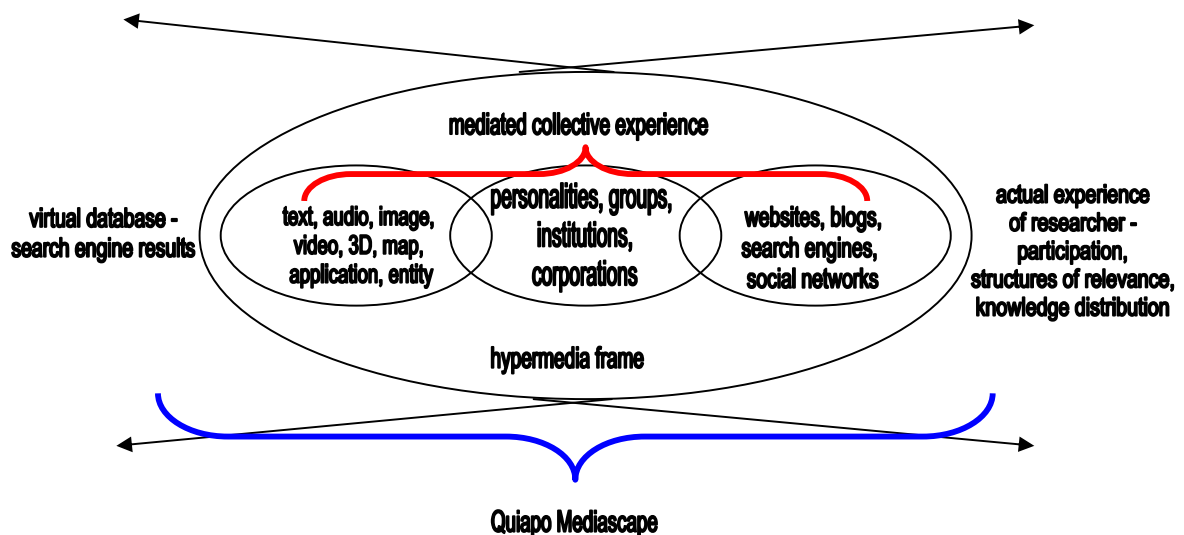 mediated collective experience
virtual database -
search engine results
text, audio, image,
video, 3D, map,
application, entity
personalities, groups,
institutions,
corporations
websites, blogs,
search engines,
social networks
actual experience
of researcher -
participation,
structures of relevance,
knowledge distribution
hypermedia frame
Quiapo Mediascape